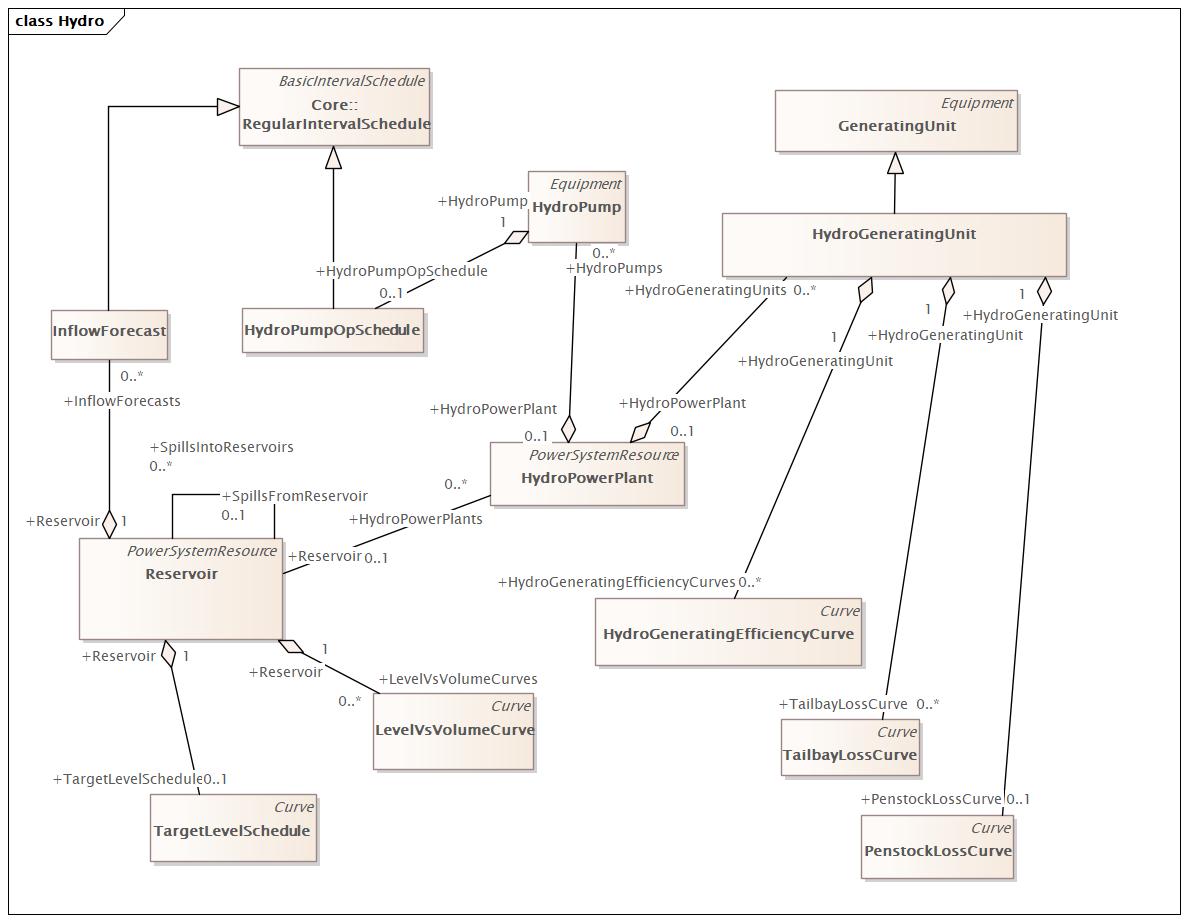 class Hydro
BasicIntervalSchedule
Core::
RegularIntervalSchedule
Equipment
GeneratingUnit
Equipment
HydroPump
+HydroPump
1
0..*
+HydroPumps
HydroGeneratingUnit
+HydroPumpOpSchedule
0..1
+HydroGeneratingUnits 0..*
1
+HydroGeneratingUnit
1
+HydroGeneratingUnit
1
+HydroGeneratingUnit
InflowForecast
HydroPumpOpSchedule
0..*
+InflowForecasts
+HydroPowerPlant
0..1
+HydroPowerPlant
0..1
+SpillsIntoReservoirs
0..*
PowerSystemResource
HydroPowerPlant
0..*
+HydroPowerPlants
+SpillsFromReservoir
0..1
+Reservoir 1
PowerSystemResource
Reservoir
+Reservoir 0..1
+HydroGeneratingEfficiencyCurves 0..*
Curve
HydroGeneratingEfficiencyCurve
+Reservoir 1
1
+Reservoir
+LevelVsVolumeCurves
0..*
Curve
LevelVsVolumeCurve
+TailbayLossCurve 0..*
Curve
TailbayLossCurve
+TargetLevelSchedule 0..1
Curve
TargetLevelSchedule
+PenstockLossCurve 0..1
Curve
PenstockLossCurve